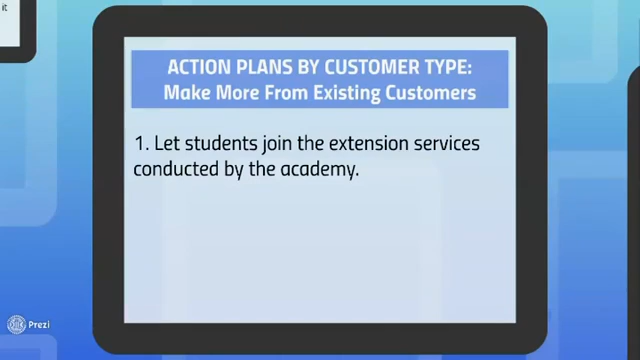 it
ACTION PLANS BY CUSTOMER TYPE:
Make More From Existing Customers
1. Let students join the extension services
conducted by the academy.
Prezi